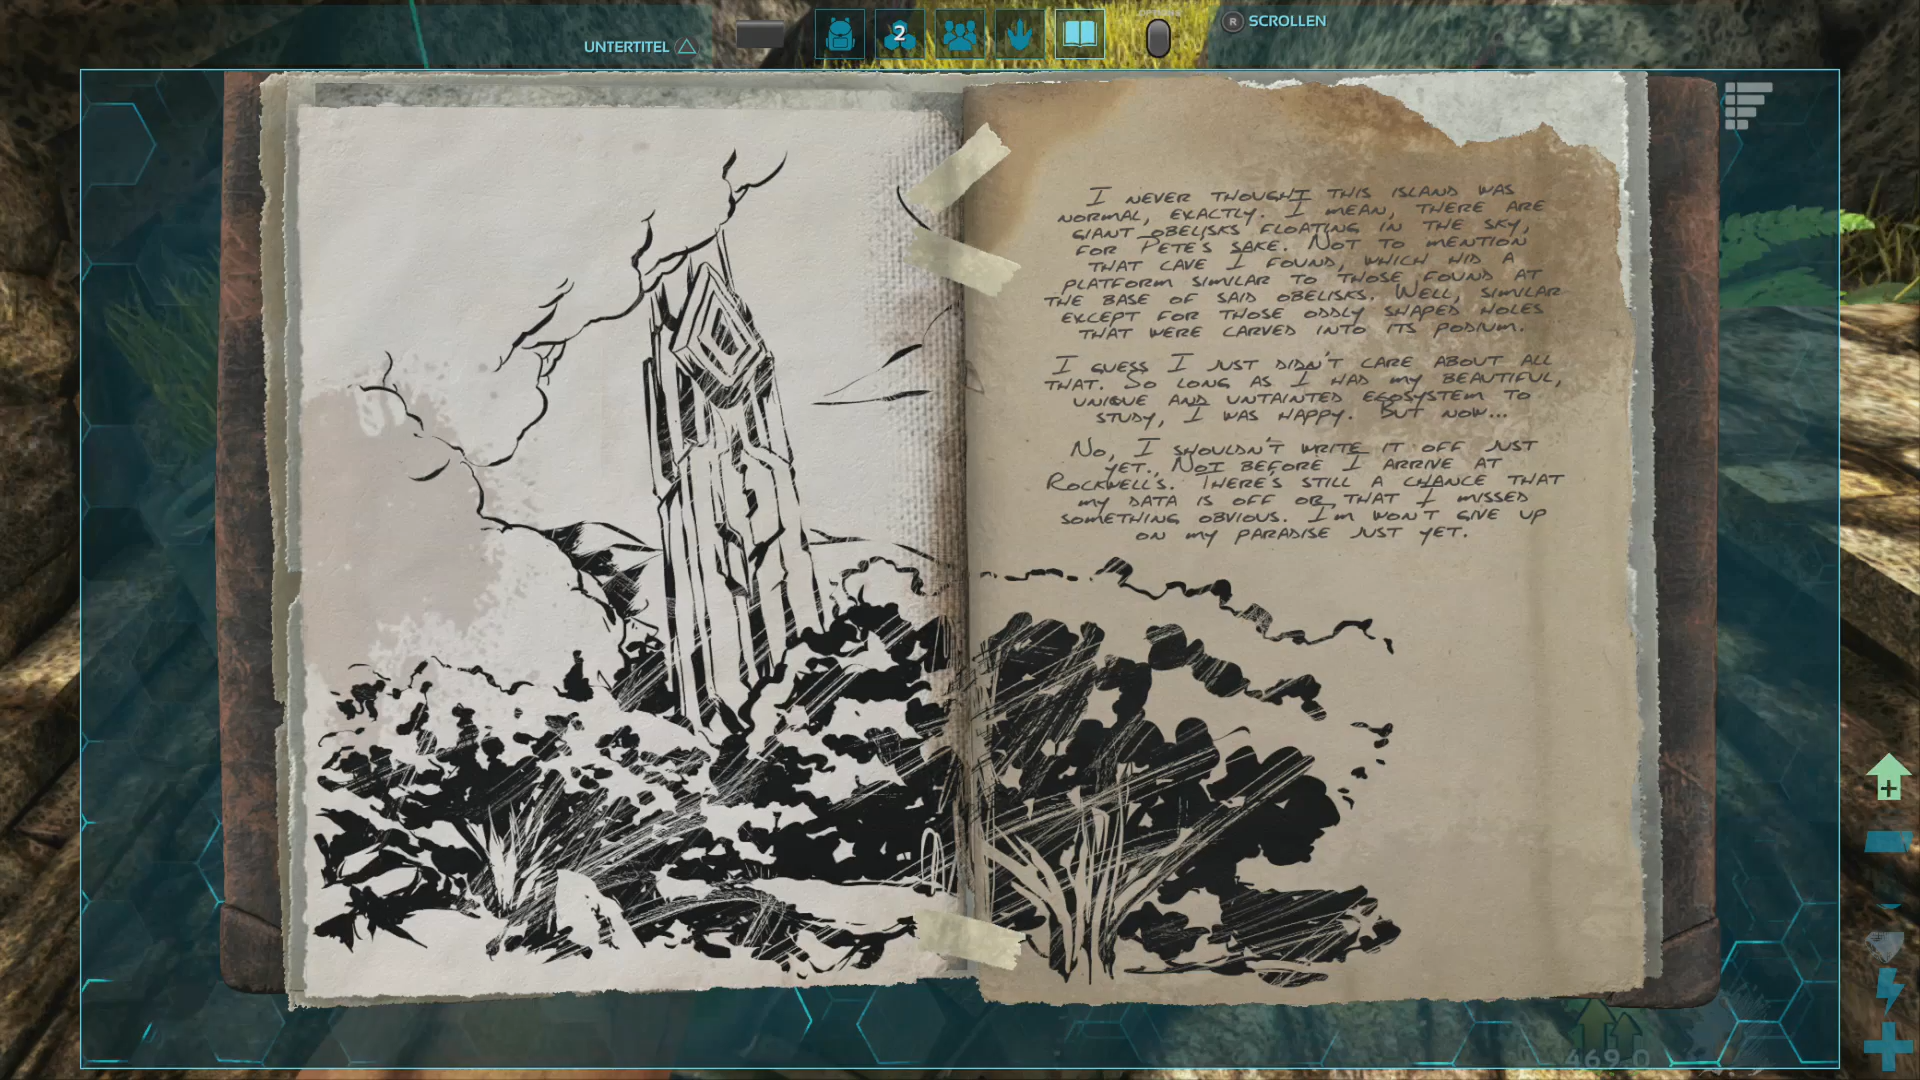 UNTERTITEL
2
OPTIONS
R SCROLLEN
I NEVER THOUGHT THIS ISLAND WAS
NORMAL, EXACTLY. I MEAN, THERE ARE
GIANT OBELISKS FLOATING IN THE SKY,
FOR PETE'S SAKE. NOT TO MENTION
THAT CAVE I FOUND, WHICH HID A
PLATFORM SIMILAR TO THOSE FOUND AT
THE BASE OF SAID OBELISKS. WELL, SIMILAR
EXCEPT FOR THOSE ODDLY SHAPED HOLES
THAT WERE CARVED INTO ITS PODIUM.
I GUESS I JUST DIDN'T CARE ABOUT ALL
THAT. SO LONG AS I HAD MY BEAUTIFUL,
UNIQUE AND UNTAINTED ECOSYSTEM TO
STUDY, I WAS HAPPY. BUT NOW...
NO, I SHOULDN'T WRITE IT OFF JUST
YET. NOT BEFORE I ARRIVE AT
ROCKWELL'S. THERE'S STILL A CHANCE THAT
MY DATA IS OFF OR THAT I MISSED
SOMETHING OBVIOUS. I'M WON'T GIVE UP
ON MY PARADISE JUST YET.
469.0